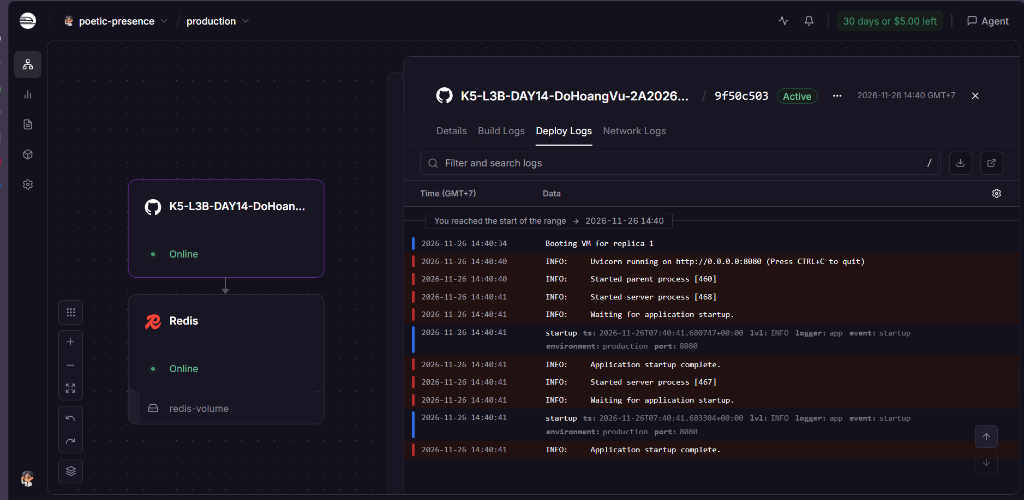 poetic-presence / production
30 days or $5.00 left
Agent
K5-L3B-DAY14-DoHoan...
Online
Redis
Online
redis-volume
K5-L3B-DAY14-DoHoangVu-2A2026... / 9f50c503 Active ... 2026-11-26 14:40 GMT+7
Details Build Logs Deploy Logs Network Logs
Filter and search logs /
Time (GMT+7) Data
You reached the start of the range → 2026-11-26 14:40
2026-11-26 14:40:34 Booting VM for replica 1
2026-11-26 14:40:40 INFO: Uvicorn running on http://0.0.0.0:8080 (Press CTRL+C to quit)
2026-11-26 14:40:40 INFO: Started parent process [460]
2026-11-26 14:40:41 INFO: Started server process [468]
2026-11-26 14:40:41 INFO: Waiting for application startup.
2026-11-26 14:40:41 startup ts:2026-11-26T07:40:41.680747+00:00 lvl:INFO logger:app event:startup
environment:production port:8080
2026-11-26 14:40:41 INFO: Application startup complete.
2026-11-26 14:40:41 INFO: Started server process [467]
2026-11-26 14:40:41 INFO: Waiting for application startup.
2026-11-26 14:40:41 startup ts:2026-11-26T07:40:41.683304+00:00 lvl:INFO logger:app event:startup
environment:production port:8080
2026-11-26 14:40:41 INFO: Application startup complete.